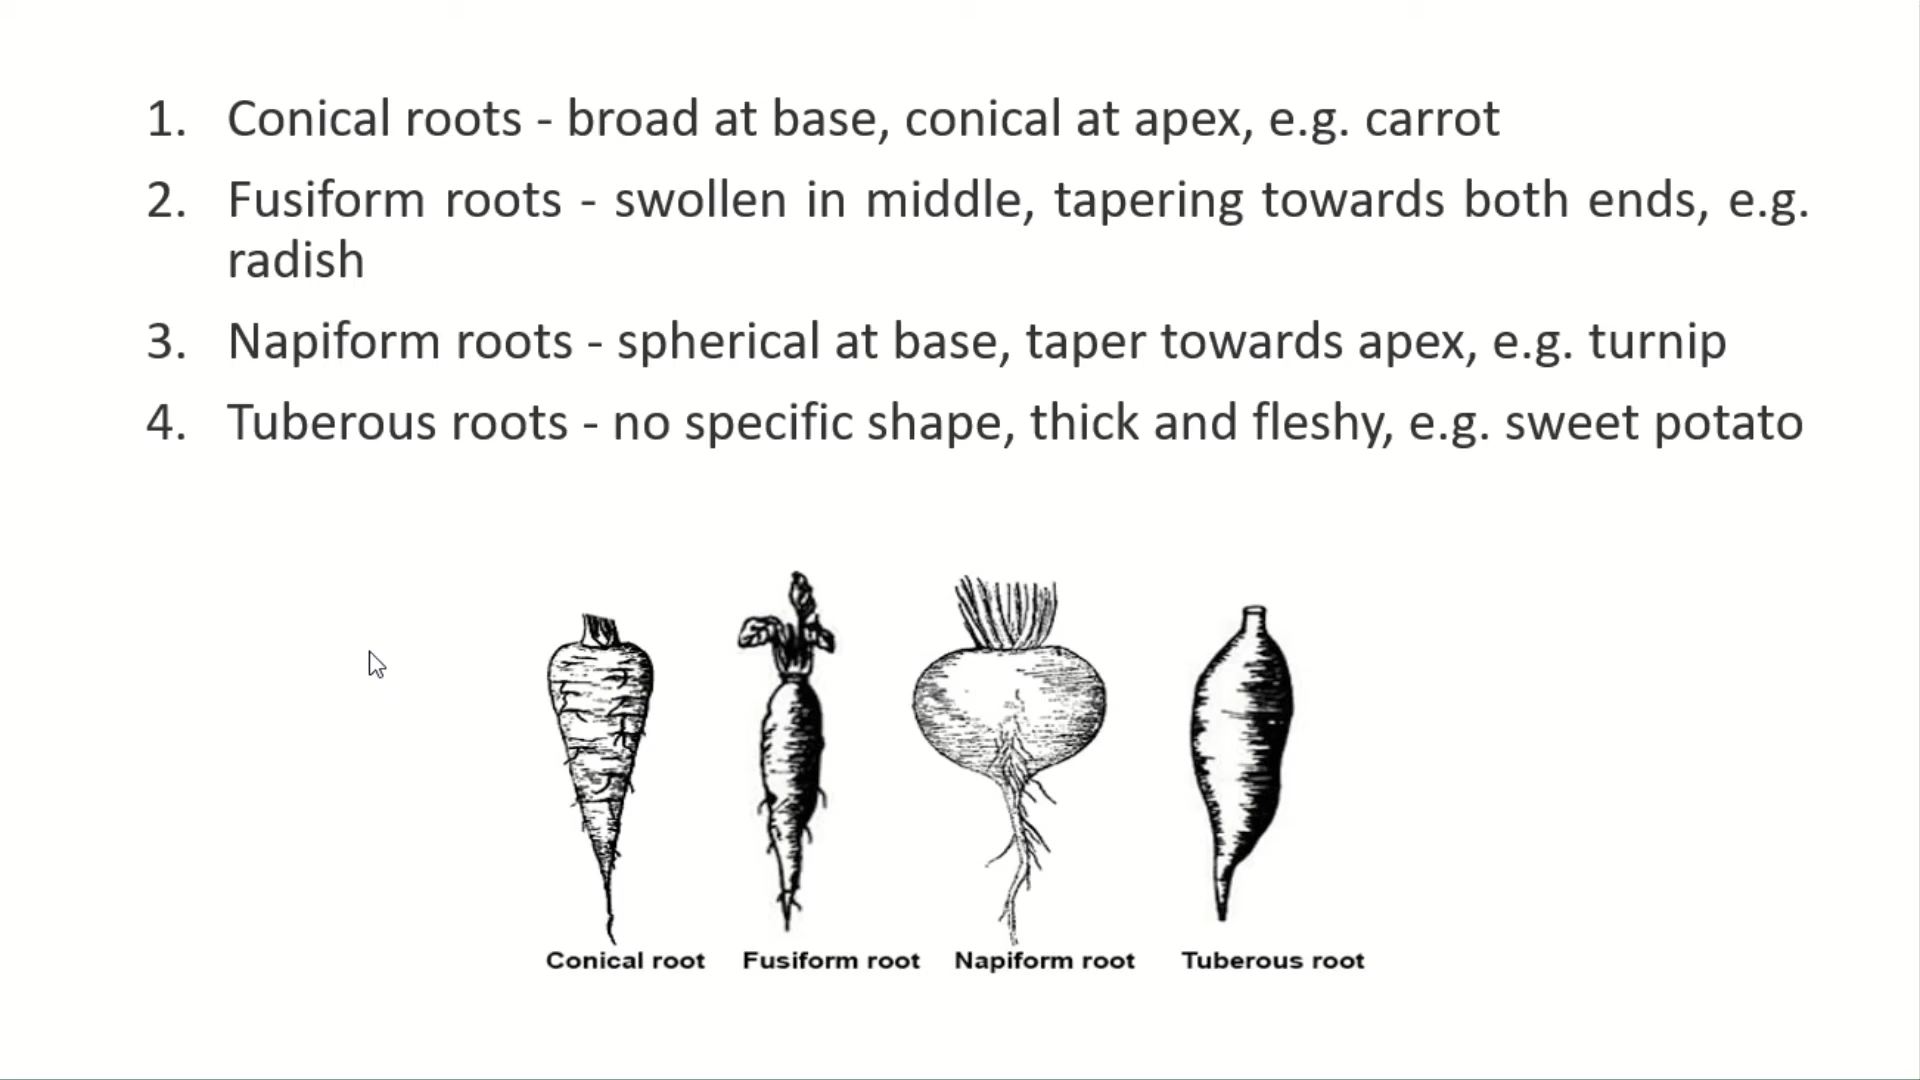 1. Conical roots - broad at base, conical at apex, e.g. carrot
2. Fusiform roots - swollen in middle, tapering towards both ends, e.g.
radish
3. Napiform roots - spherical at base, taper towards apex, e.g. turnip
4. Tuberous roots - no specific shape, thick and fleshy, e.g. sweet potato
Conical root Fusiform root Napiform root Tuberous root